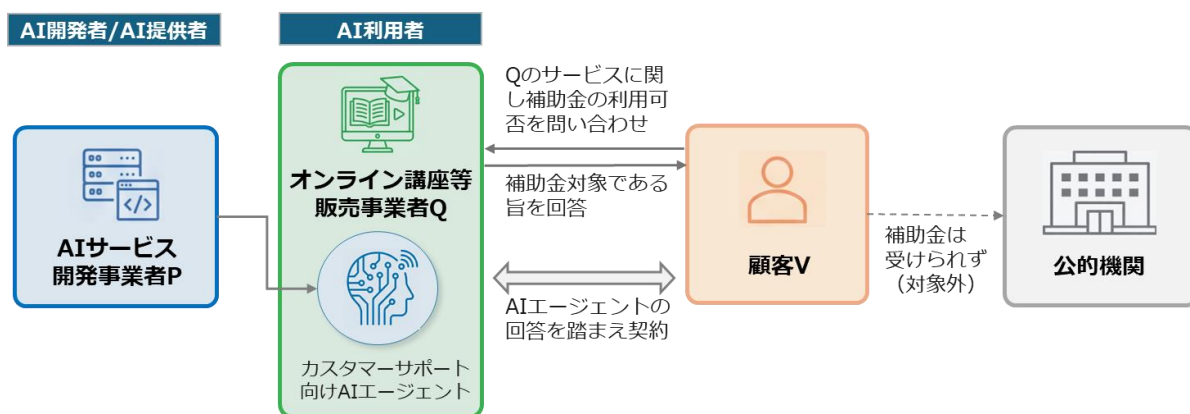 AI開発者/AI提供者
AI利用者
AIサービス
開発事業者P
オンライン講座等
販売事業者Q
カスタマーサポート
向けAIエージェント
Qのサービスに関
し補助金の利用可
否を問い合わせ
補助金対象である
旨を回答
AIエージェントの
回答を踏まえ契約
顧客V
補助金は
受けられず
(対象外)
公的機関